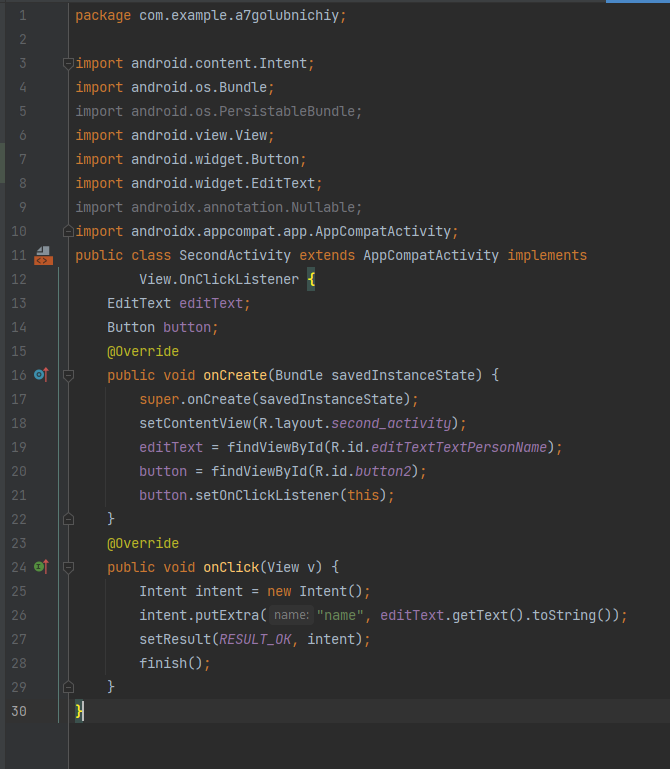 1 package com.example.a7golubnichiy;
2
3 import android.content.Intent;
4 import android.os.Bundle;
5 import android.os.PersistableBundle;
6 import android.view.View;
7 import android.widget.Button;
8 import android.widget.EditText;
9 import androidx.annotation.Nullable;
10 import androidx.appcompat.app.AppCompatActivity;
11 public class SecondActivity extends AppCompatActivity implements
12 View.OnClickListener {
13 EditText editText;
14 Button button;
15 @Override
16 public void onCreate(Bundle savedInstanceState) {
17 super.onCreate(savedInstanceState);
18 setContentView(R.layout.second_activity);
19 editText = findViewById(R.id.editTextTextPersonName);
20 button = findViewById(R.id.button2);
21 button.setOnClickListener(this);
22 }
23 @Override
24 public void onClick(View v) {
25 Intent intent = new Intent();
26 intent.putExtra( name: "name", editText.getText().toString());
27 setResult(RESULT_OK, intent);
28 finish();
29 }
30 }